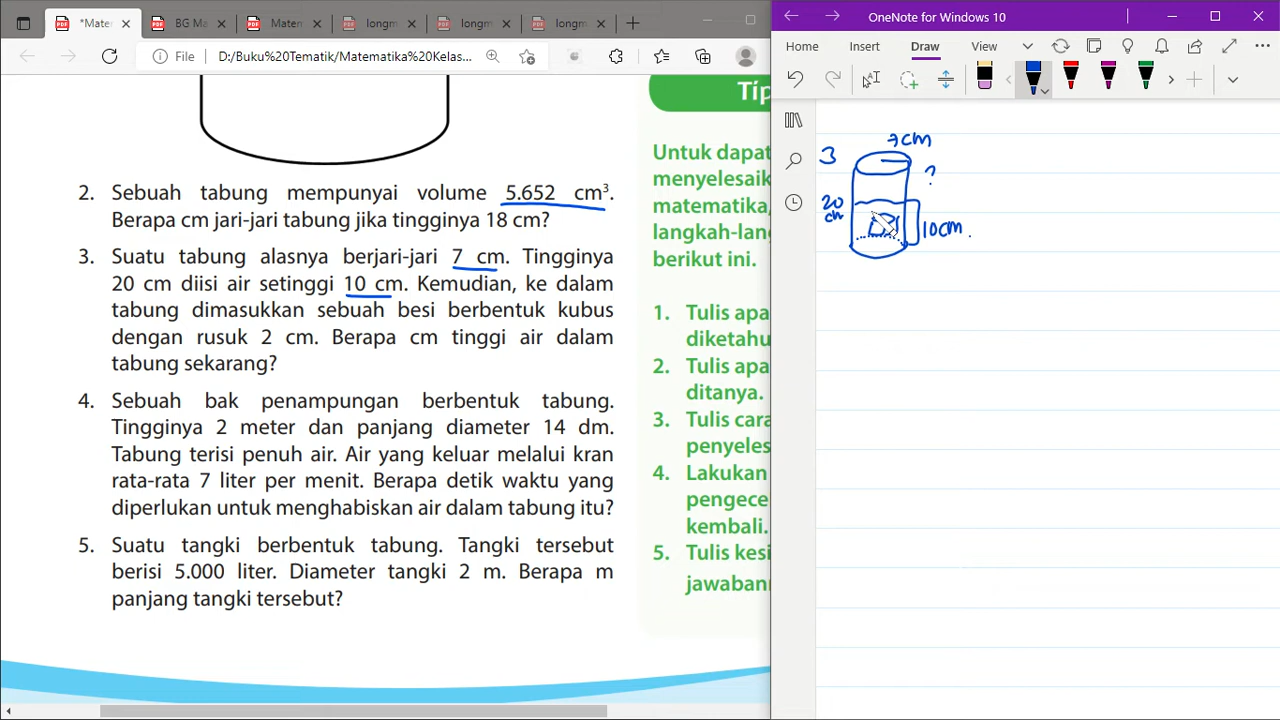 *Mater
BG Ma
Maten
longm
longm
longm
File
D:/Buku%20Tematik/Matematika%20Kelas...
OneNote for Windows 10
Home
Insert
Draw
View
Tip
Untuk dapat
menyelesaik
matematika,
langkah-lang
berikut ini.
1. Tulis apa
diketahu
2. Tulis apa
ditanya.
3. Tulis cara
penyeles
4. Lakukan
pengece
kembali.
5. Tulis kesi
jawabann
2. Sebuah tabung mempunyai volume 5.652 cm³.
Berapa cm jari-jari tabung jika tingginya 18 cm?
3. Suatu tabung alasnya berjari-jari 7 cm. Tingginya
20 cm diisi air setinggi 10 cm. Kemudian, ke dalam
tabung dimasukkan sebuah besi berbentuk kubus
dengan rusuk 2 cm. Berapa cm tinggi air dalam
tabung sekarang?
4. Sebuah bak penampungan berbentuk tabung.
Tingginya 2 meter dan panjang diameter 14 dm.
Tabung terisi penuh air. Air yang keluar melalui kran
rata-rata 7 liter per menit. Berapa detik waktu yang
diperlukan untuk menghabiskan air dalam tabung itu?
5. Suatu tangki berbentuk tabung. Tangki tersebut
berisi 5.000 liter. Diameter tangki 2 m. Berapa m
panjang tangki tersebut?
3
7cm
?
20
cm
10cm.